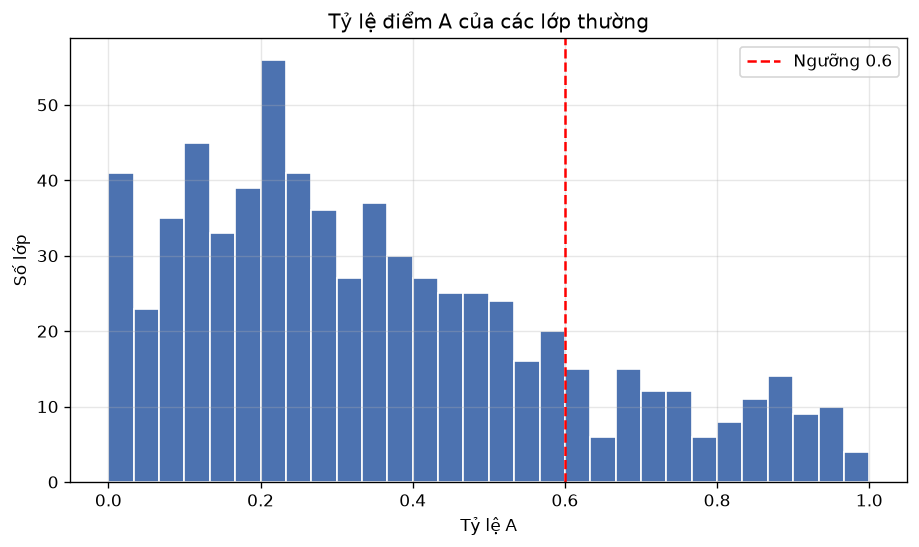 Tỷ lệ điểm A của các lớp thường
Ngưỡng 0.6
Số lớp
50
40
30
20
10
0
0.0 0.2 0.4 0.6 0.8 1.0
Tỷ lệ A